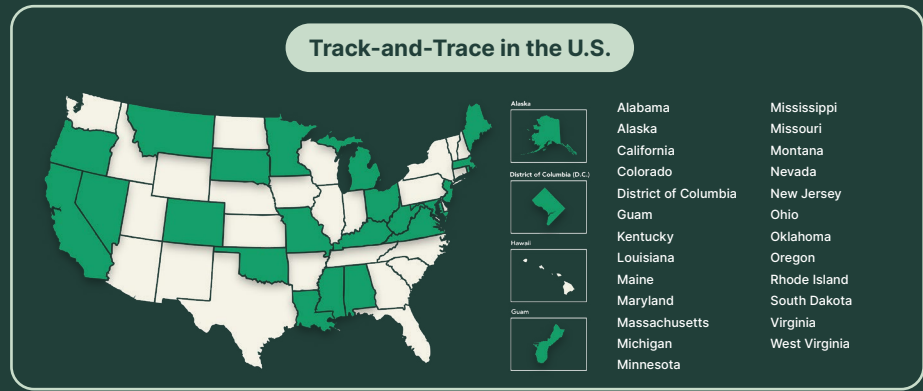 Track-and-Trace in the U.S.
Alaska
District of Columbia (D.C.)
Hawaii
Guam
Alabama
Alaska
California
Colorado
District of Columbia
Guam
Kentucky
Louisiana
Maine
Maryland
Massachusetts
Michigan
Minnesota
Mississippi
Missouri
Montana
Nevada
New Jersey
Ohio
Oklahoma
Oregon
Rhode Island
South Dakota
Virginia
West Virginia